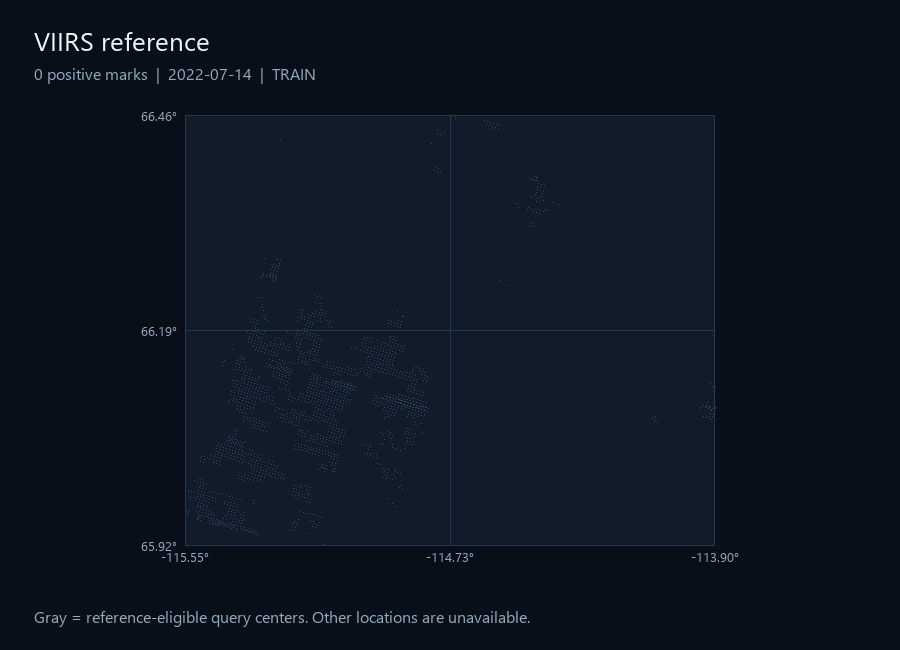 VIIRS reference
0 positive marks | 2022-07-14 | TRAIN
66.46°
66.19°
65.92°
-115.55°
-114.73°
-113.90°
Gray = reference-eligible query centers. Other locations are unavailable.